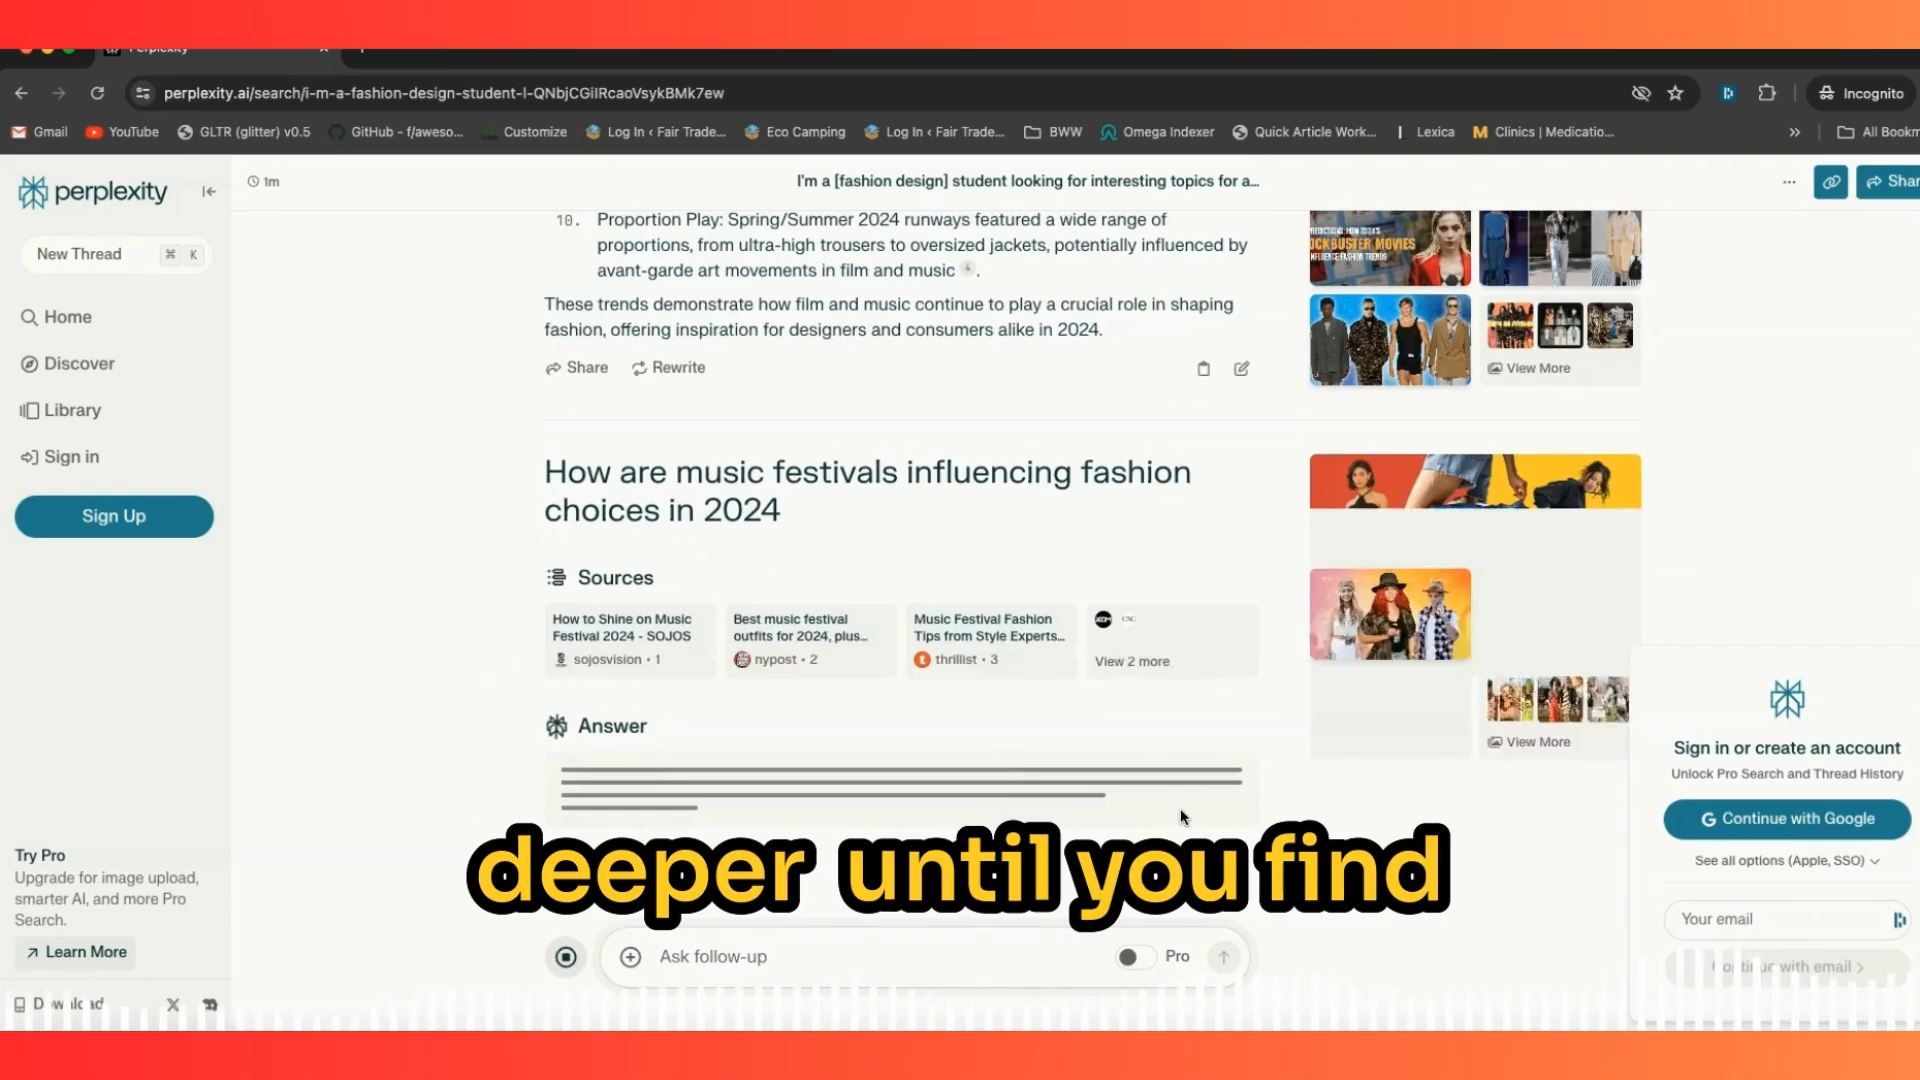 Perplexity
perplexity.ai/search/i-m-a-fashion-design-student-I-QNbjCGiIRcaoVsykBMk7ew
Incognito
Gmail
YouTube
GLTR (glitter) v0.5
GitHub - f/aweso...
Customize
Log In ‹ Fair Trade...
Eco Camping
Log In ‹ Fair Trade...
BWW
Omega Indexer
Quick Article Work...
Lexica
Clinics | Medicatio...
»
All Bookm
perplexity
1m
I'm a [fashion design] student looking for interesting topics for a...
Shar
New Thread
⌘ K
Home
Discover
Library
Sign in
Sign Up
10. Proportion Play: Spring/Summer 2024 runways featured a wide range of
proportions, from ultra-high trousers to oversized jackets, potentially influenced by
avant-garde art movements in film and music 4 .
These trends demonstrate how film and music continue to play a crucial role in shaping
fashion, offering inspiration for designers and consumers alike in 2024.
Share
Rewrite
View More
How are music festivals influencing fashion
choices in 2024
Sources
How to Shine on Music
Festival 2024 - SOJOS
sojosvision • 1
Best music festival
outfits for 2024, plus...
nypost • 2
Music Festival Fashion
Tips from Style Experts...
thrillist • 3
View 2 more
Answer
View More
Sign in or create an account
Unlock Pro Search and Thread History
Continue with Google
See all options (Apple, SSO)
Your email
Continue with email >
deeper until you find
Ask follow-up
Pro
Try Pro
Upgrade for image upload,
smarter AI, and more Pro
Search.
Learn More
Download